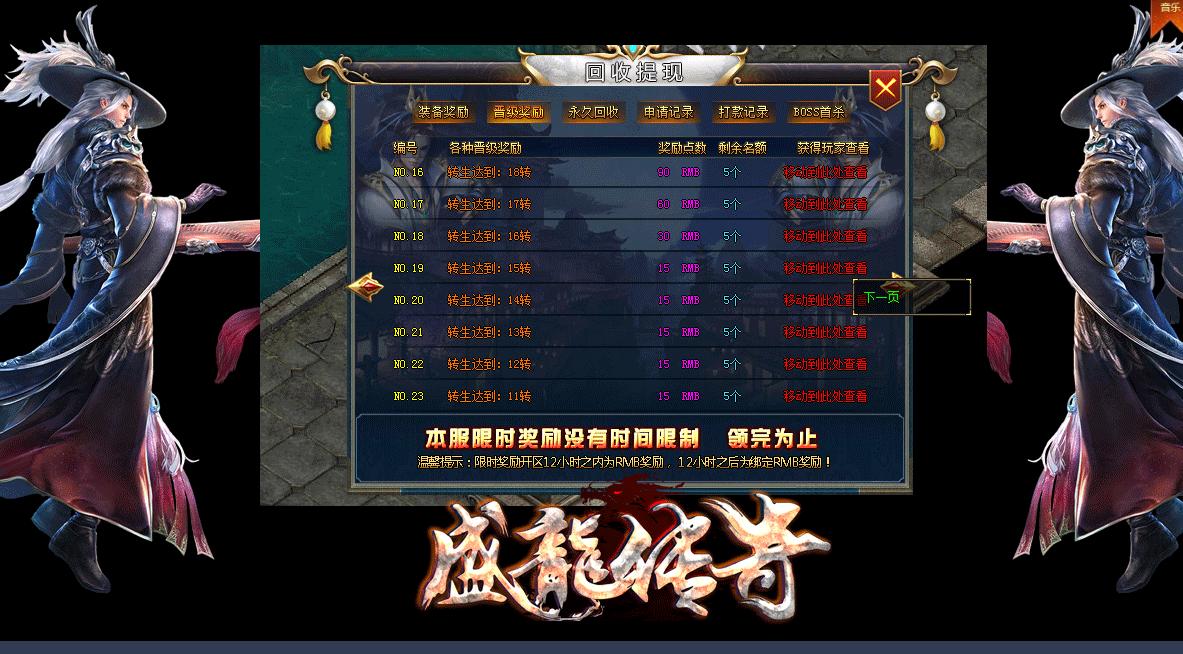 音乐
回收提现
装备奖励 晋级奖励 永久回收 申请记录 打款记录 BOSS首杀
编号 各种晋级奖励 奖励点数 剩余名额 获得玩家查看
NO.16 转生达到：18转 90 RMB 5个 移动到此处查看
NO.17 转生达到：17转 60 RMB 5个 移动到此处查看
NO.18 转生达到：16转 30 RMB 5个 移动到此处查看
NO.19 转生达到：15转 15 RMB 5个 移动到此处查看
NO.20 转生达到：14转 15 RMB 5个 移动到此处查看
下一页
NO.21 转生达到：13转 15 RMB 5个 移动到此处查看
NO.22 转生达到：12转 15 RMB 5个 移动到此处查看
NO.23 转生达到：11转 15 RMB 5个 移动到此处查看
本服限时奖励没有时间限制 领完为止
温馨提示：限时奖励开区12小时之内为RMB奖励，12小时之后为绑定RMB奖励！
盛龍传奇